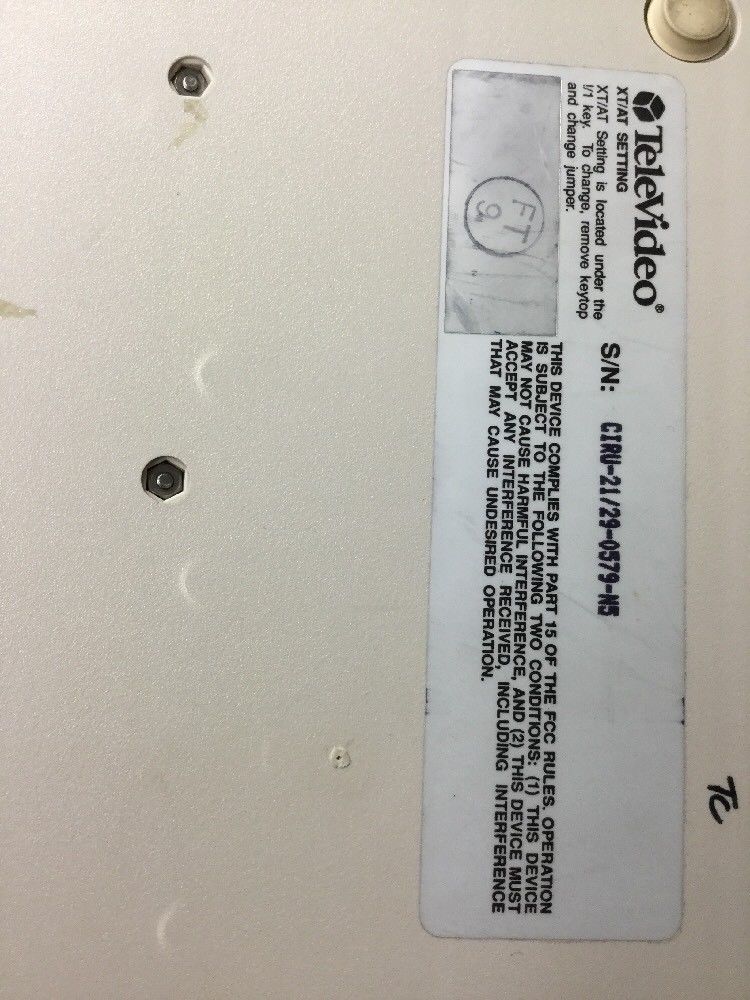 TeleVideo®
XT/AT SETTING
XT/AT Setting is located under the
!/1 key. To change, remove keytop
and change jumper.
FT
9
S/N: CIRU-21/29-0579-N5
THIS DEVICE COMPLIES WITH PART 15 OF THE FCC RULES. OPERATION
IS SUBJECT TO THE FOLLOWING TWO CONDITIONS: (1) THIS DEVICE
MAY NOT CAUSE HARMFUL INTERFERENCE, AND (2) THIS DEVICE MUST
ACCEPT ANY INTERFERENCE RECEIVED, INCLUDING INTERFERENCE
THAT MAY CAUSE UNDESIRED OPERATION.
TC